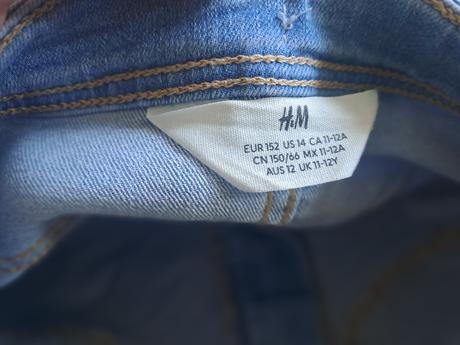 H&M
EUR 152 US 14 CA 11-12A
CN 150/66 MX 11-12A
AUS 12 UK 11-12Y